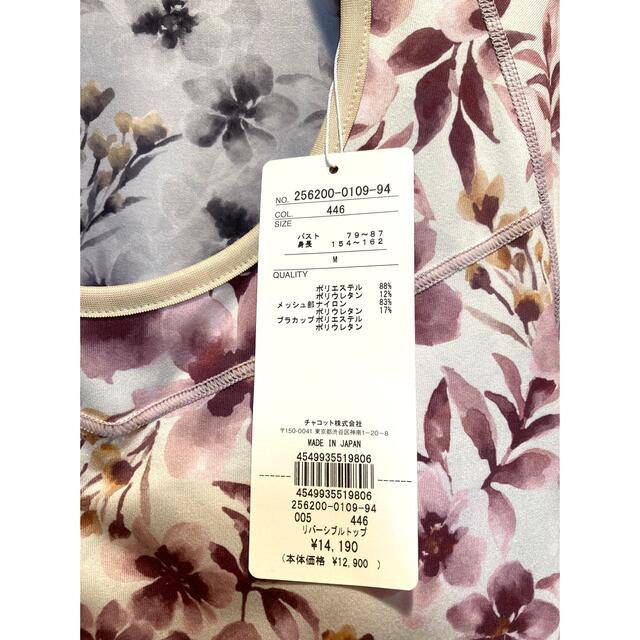 NO. 256200-0109-94
COL. 446
SIZE
バスト 79～87
身長 154～162
M
QUALITY
ポリエステル 88%
ポリウレタン 12%
メッシュ部 ナイロン 83%
ポリウレタン 17%
ブラカップ ポリエステル
ポリウレタン
チャコット株式会社
〒150-0041 東京都渋谷区神南1-20-8
MADE IN JAPAN
4549935519806
4549935519806
256200-0109-94
005 446
リバーシブルトップ
¥14,190
(本体価格 ¥12,900 )